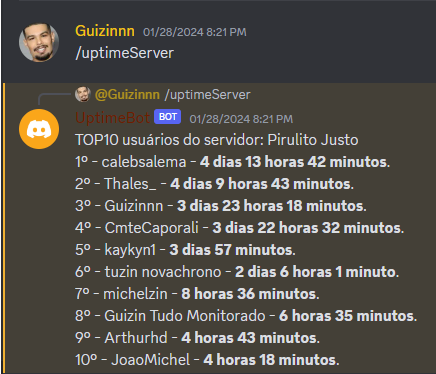 Guizinnn 01/28/2024 8:21 PM
/uptimeServer
@Guizinnn /uptimeServer
UptimeBot BOT 01/28/2024 8:21 PM
TOP10 usuários do servidor: Pirulito Justo
1º - calebsalema - 4 dias 13 horas 42 minutos.
2º - Thales_ - 4 dias 9 horas 43 minutos.
3º - Guizinnn - 3 dias 23 horas 18 minutos.
4º - CmteCaporali - 3 dias 22 horas 32 minutos.
5º - kaykyn1 - 3 dias 57 minutos.
6º - tuzin novachrono - 2 dias 6 horas 1 minuto.
7º - michelzin - 8 horas 36 minutos.
8º - Guizin Tudo Monitorado - 6 horas 35 minutos.
9º - Arthurhd - 4 horas 43 minutos.
10º - JoaoMichel - 4 horas 18 minutos.